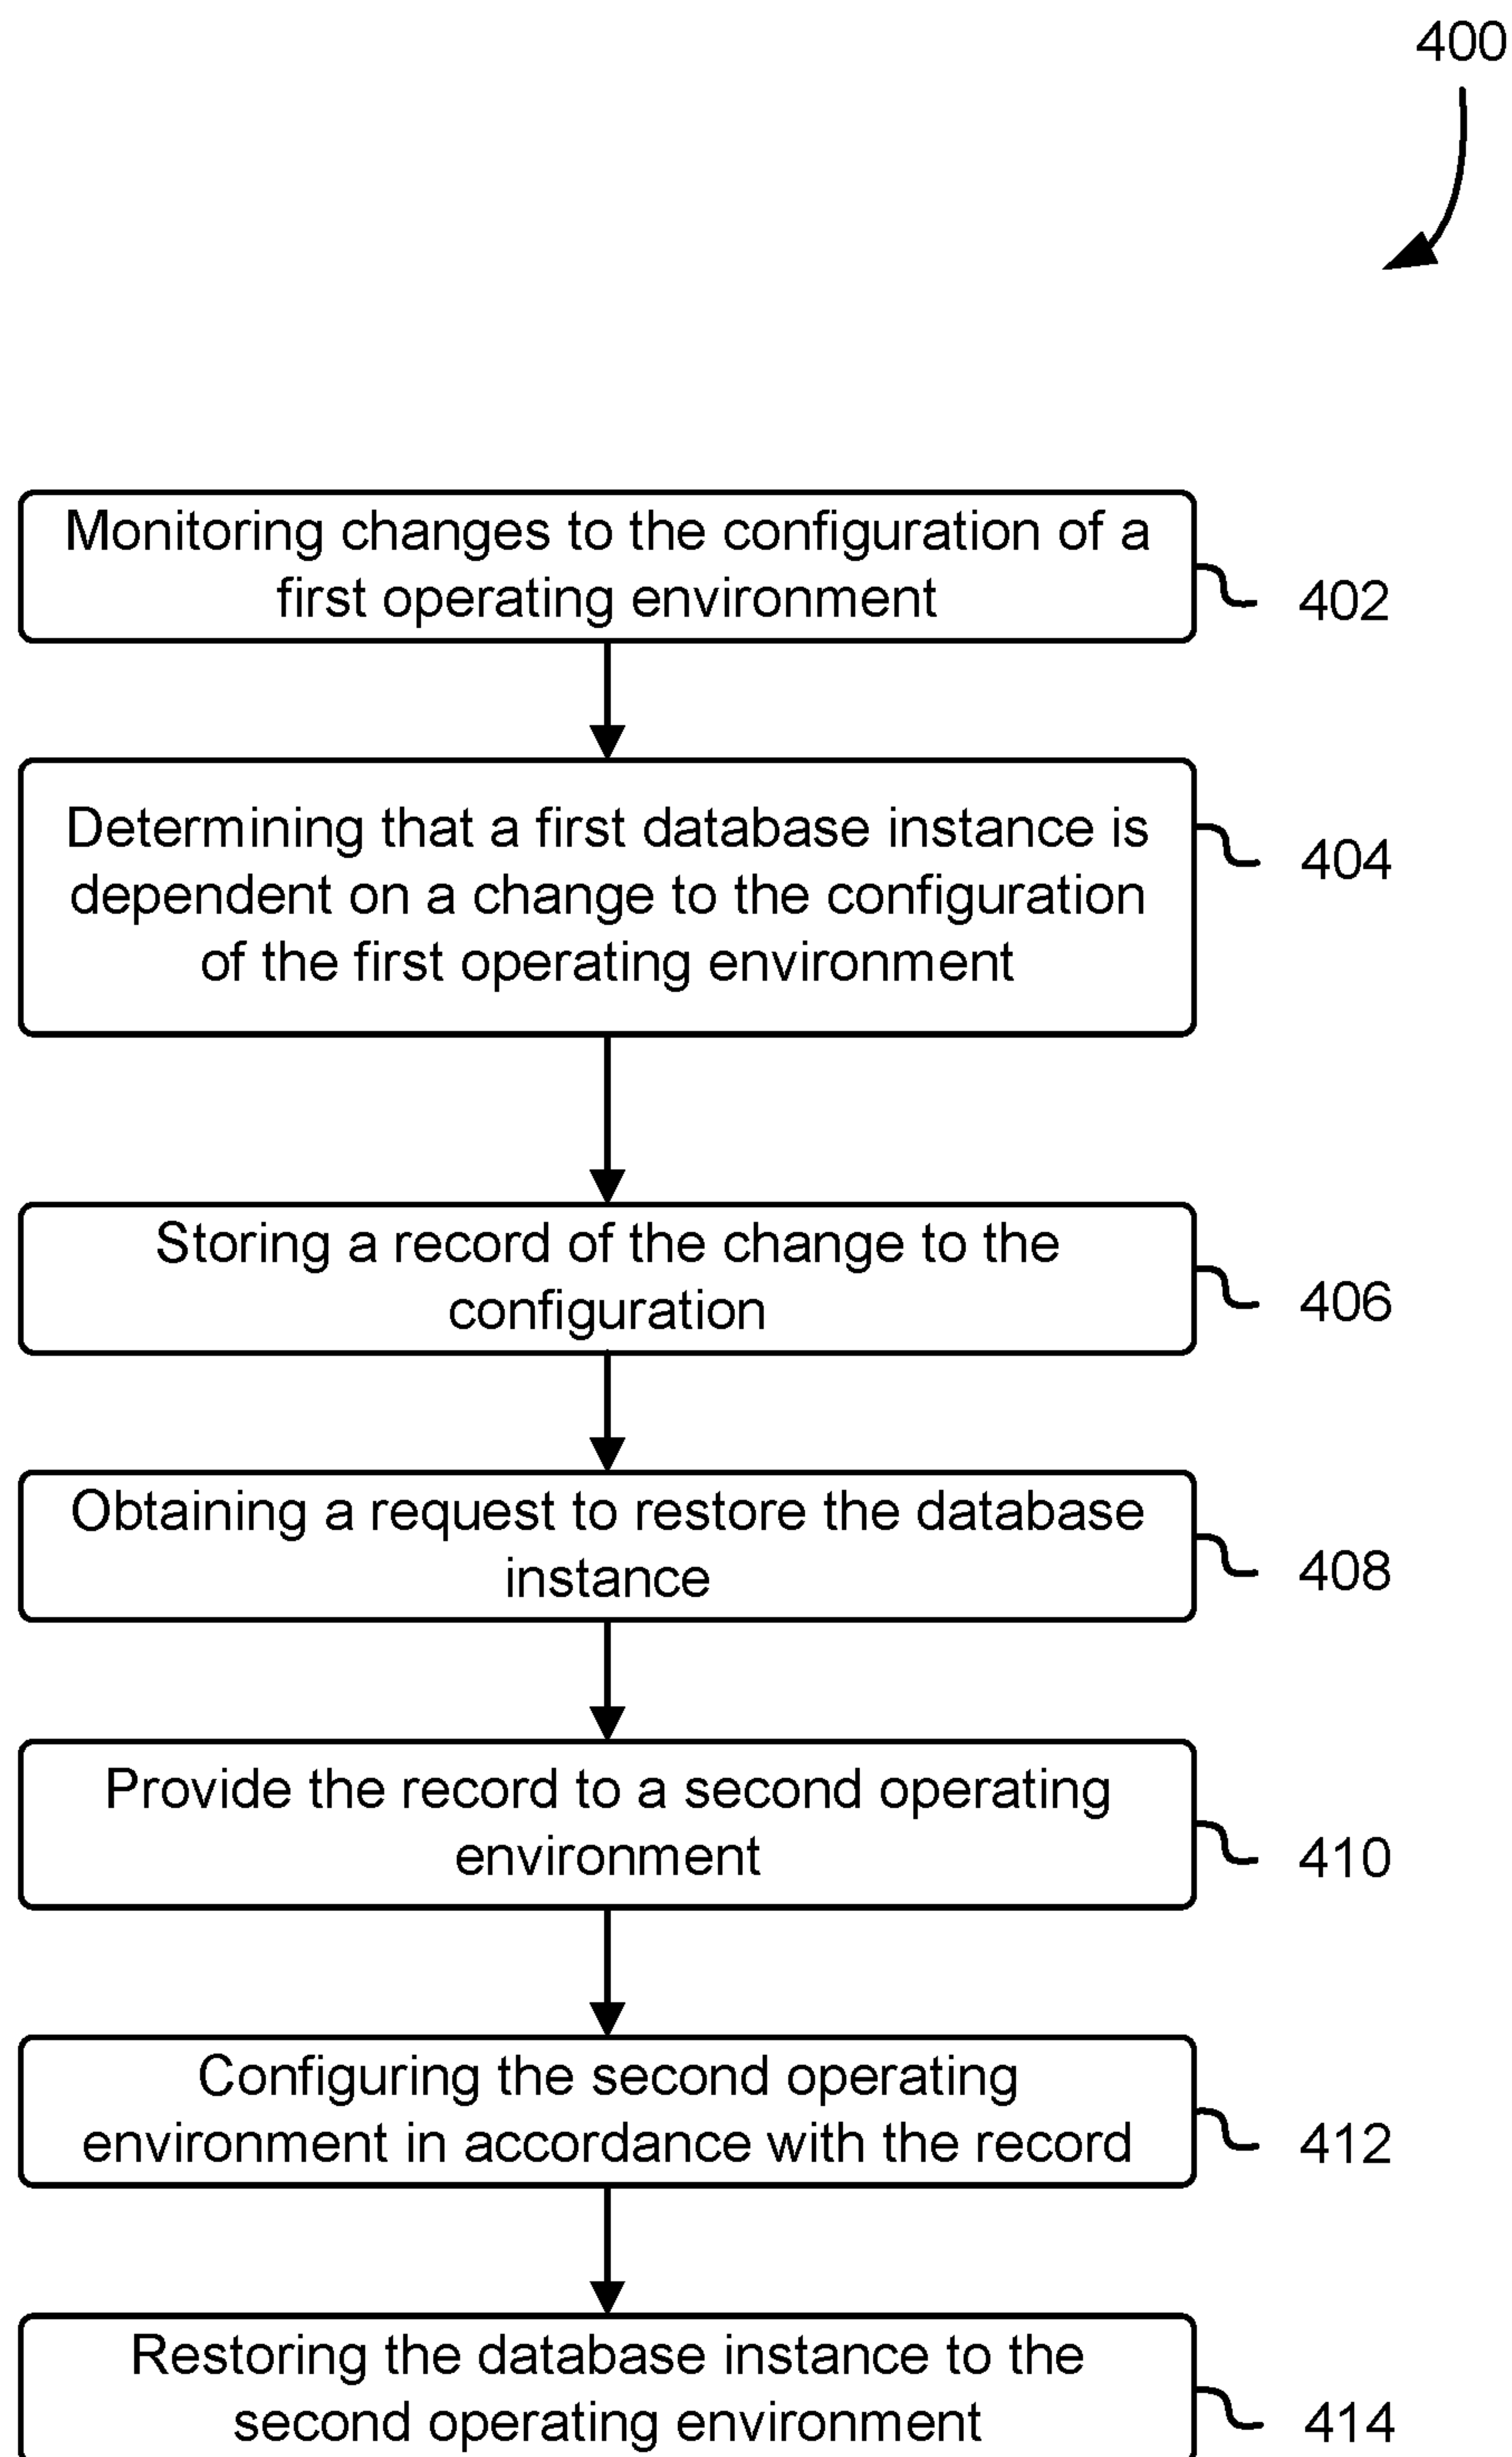 400
Monitoring changes to the configuration of a
first operating environment
402
Determining that a first database instance is
dependent on a change to the configuration
of the first operating environment
404
Storing a record of the change to the
configuration
406
Obtaining a request to restore the database
instance
408
Provide the record to a second operating
environment
410
Configuring the second operating
environment in accordance with the record
412
Restoring the database instance to the
second operating environment
414